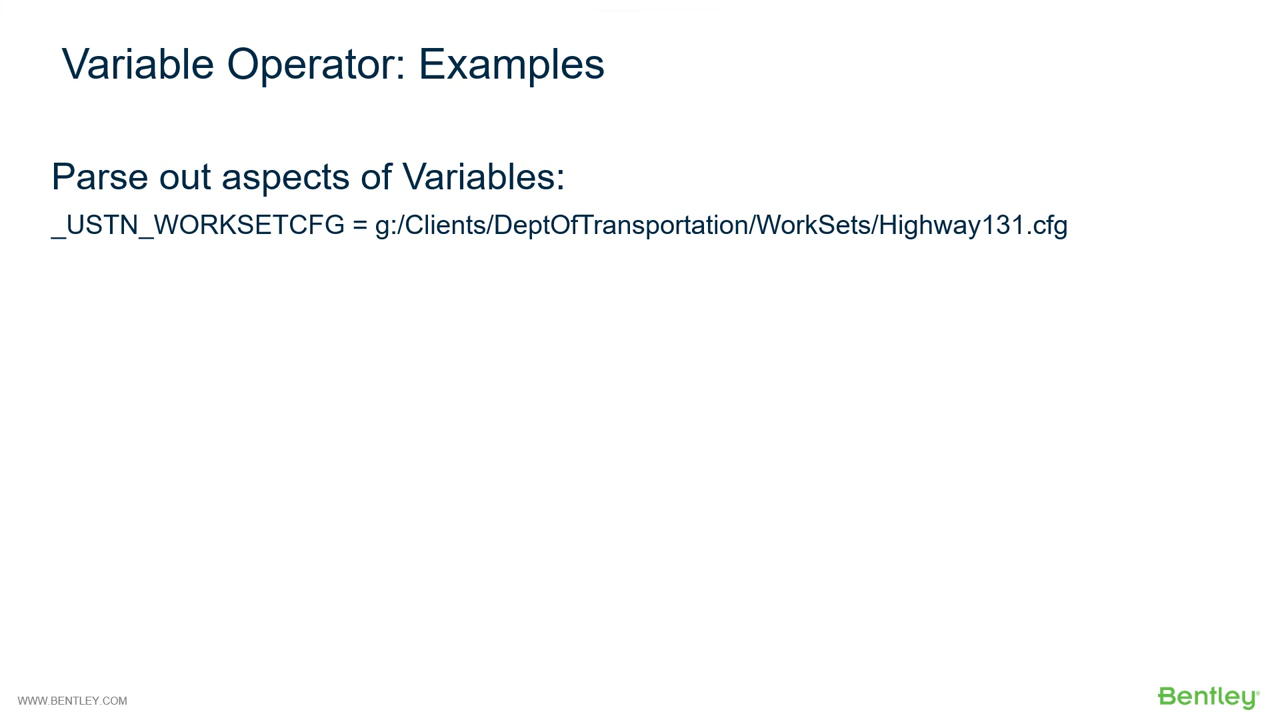 Variable Operator: Examples
Parse out aspects of Variables:
_USTN_WORKSETCFG = g:/Clients/DeptOfTransportation/WorkSets/Highway131.cfg
WWW.BENTLEY.COM
Bentley®